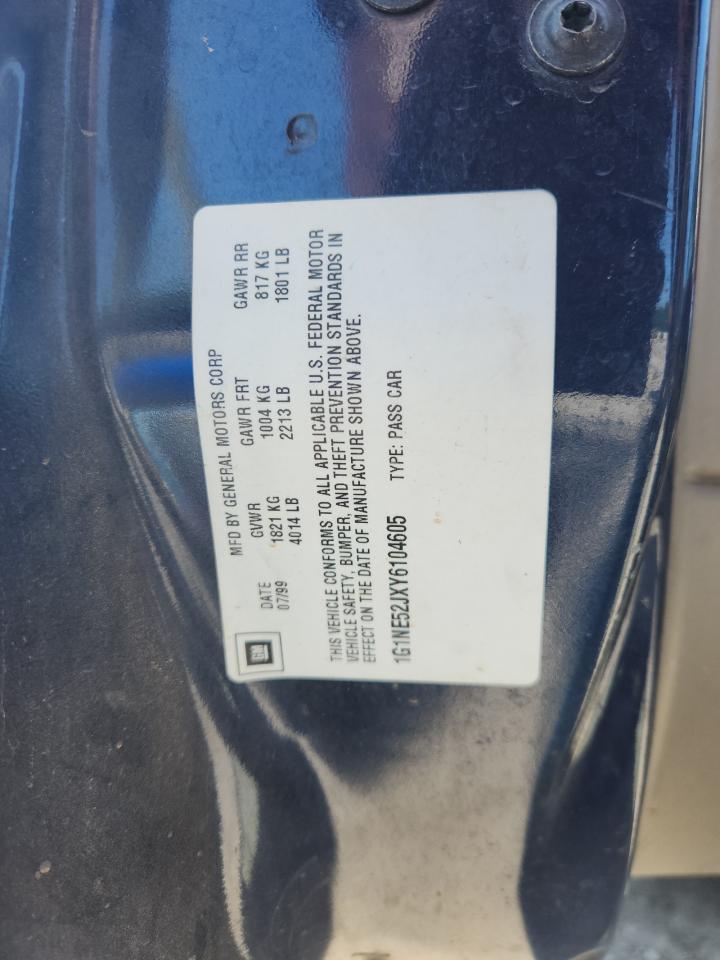 GM
MFD BY GENERAL MOTORS CORP
DATE GVWR GAWR FRT GAWR RR
07/99 1821 KG 1004 KG 817 KG
4014 LB 2213 LB 1801 LB
THIS VEHICLE CONFORMS TO ALL APPLICABLE U.S. FEDERAL MOTOR
VEHICLE SAFETY, BUMPER, AND THEFT PREVENTION STANDARDS IN
EFFECT ON THE DATE OF MANUFACTURE SHOWN ABOVE.
1G1NE52JXY6104605 TYPE: PASS CAR